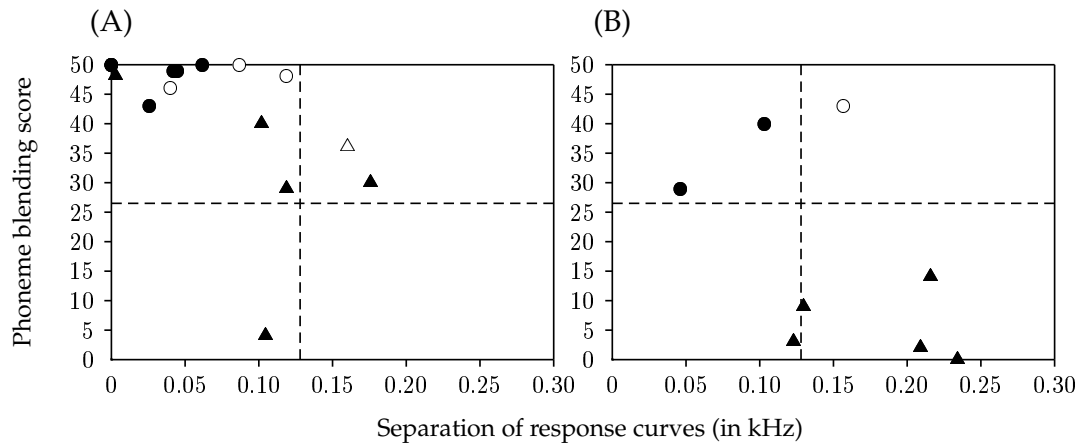 (A) (B)
Phoneme blending score
50 50
45 45
40 40
35 35
30 30
25 25
20 20
15 15
10 10
5 5
0 0
0 0.05 0.10 0.15 0.20 0.25 0.30 0 0.05 0.10 0.15 0.20 0.25 0.30
Separation of response curves (in kHz)